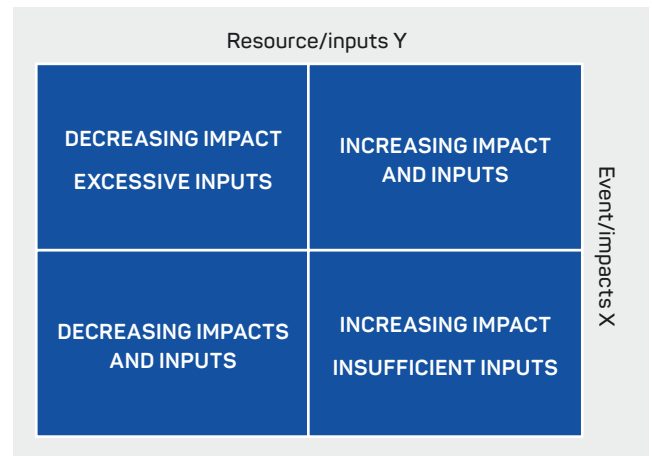 Resource/inputs Y
DECREASING IMPACT
EXCESSIVE INPUTS
INCREASING IMPACT
AND INPUTS
Event/impacts X
DECREASING IMPACTS
AND INPUTS
INCREASING IMPACT
INSUFFICIENT INPUTS